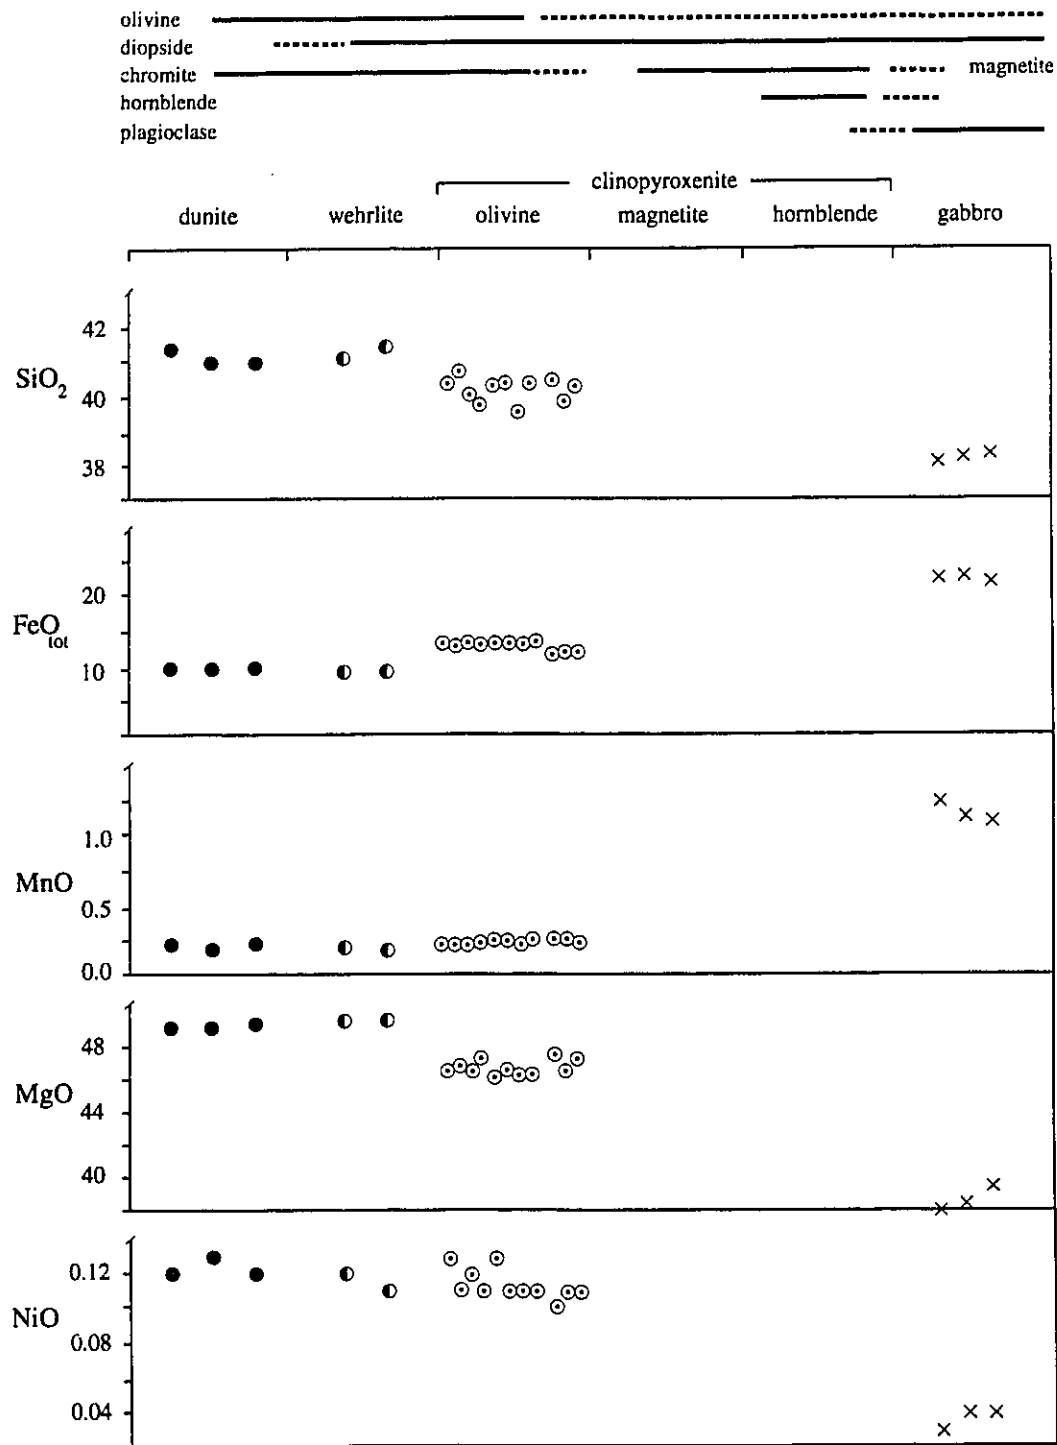 olivine
diopside
chromite magnetite
hornblende
plagioclase
clinopyroxenite
dunite wehrlite olivine magnetite hornblende gabbro
42
SiO2
40
38
20
FeOtot
10
1.0
MnO
0.5
0.0
48
MgO
44
40
0.12
NiO
0.08
0.04